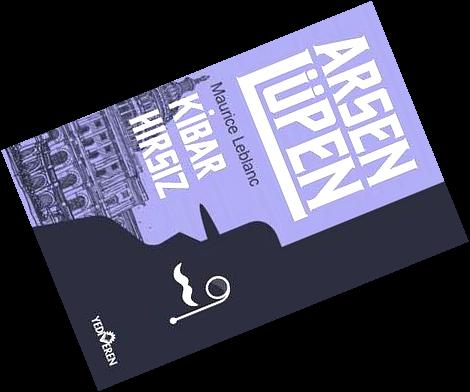 ARSEN
LÜPEN
Maurice Leblanc
KİBAR
HIRSIZ
YEDİVEREN